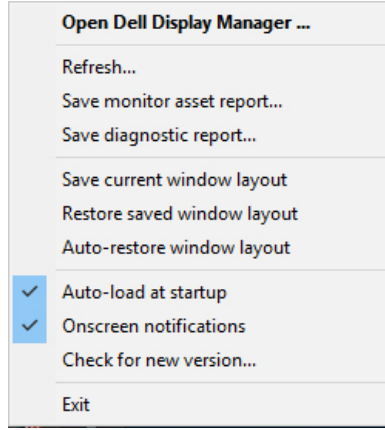 Open Dell Display Manager ...
Refresh...
Save monitor asset report...
Save diagnostic report...
Save current window layout
Restore saved window layout
Auto-restore window layout
Auto-load at startup
Onscreen notifications
Check for new version...
Exit